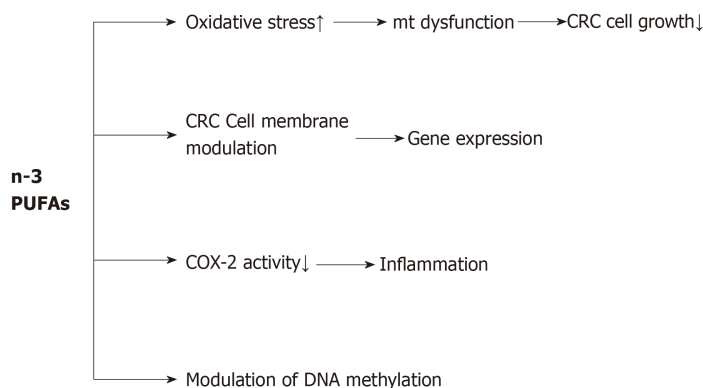 Oxidative stress↑
mt dysfunction
CRC cell growth↓
CRC Cell membrane
modulation
Gene expression
n-3
PUFAs
COX-2 activity↓
Inflammation
Modulation of DNA methylation